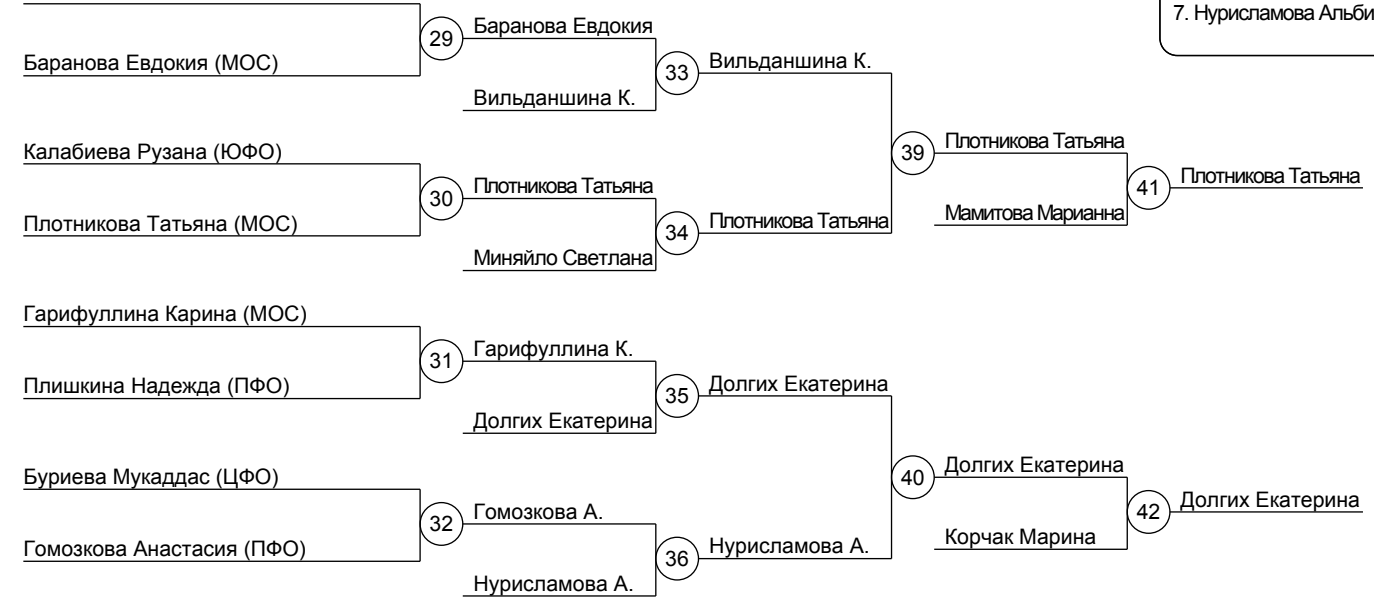 7. Нурисламова Альби
29
Баранова Евдокия
Баранова Евдокия (МОС)
33
Вильданшина К.
Вильданшина К.
Калабиева Рузана (ЮФО)
39
Плотникова Татьяна
30
Плотникова Татьяна
41
Плотникова Татьяна
Плотникова Татьяна (МОС)
34
Плотникова Татьяна
Мамитова Марианна
Миняйло Светлана
Гарифуллина Карина (МОС)
31
Гарифуллина К.
Плишкина Надежда (ПФО)
35
Долгих Екатерина
Долгих Екатерина
Буриева Мукаддас (ЦФО)
40
Долгих Екатерина
32
Гомозкова А.
42
Долгих Екатерина
Гомозкова Анастасия (ПФО)
36
Нурисламова А.
Корчак Марина
Нурисламова А.